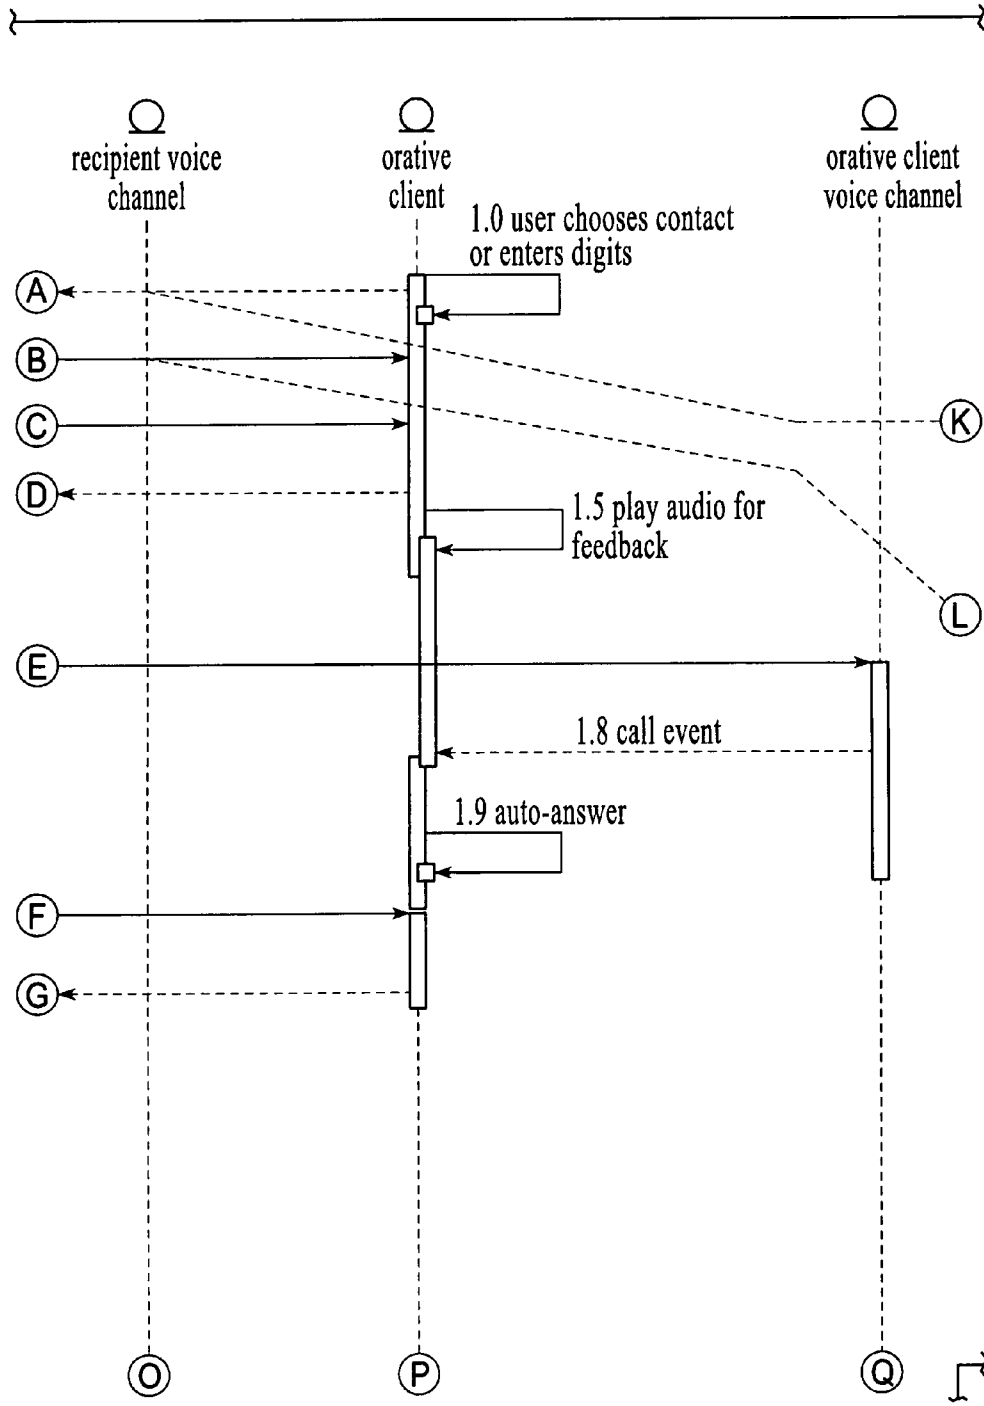 recipient voice
channel
orative
client
orative client
voice channel
1.0 user chooses contact
or enters digits
A
B
C
K
D
1.5 play audio for
feedback
L
E
1.8 call event
1.9 auto-answer
F
G
O
P
Q